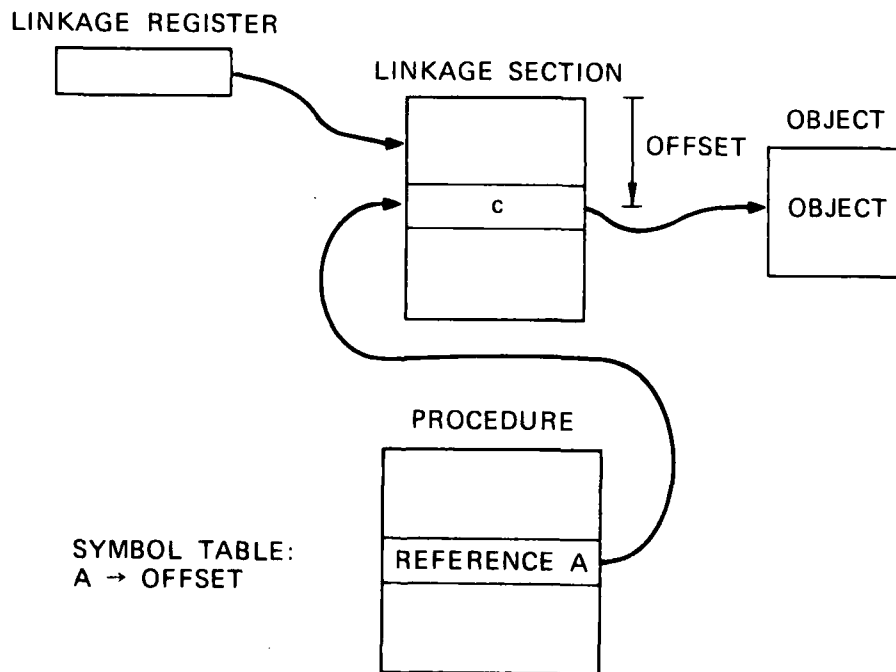 LINKAGE REGISTER
LINKAGE SECTION
OFFSET
OBJECT
c
OBJECT
PROCEDURE
REFERENCE A
SYMBOL TABLE:
A → OFFSET